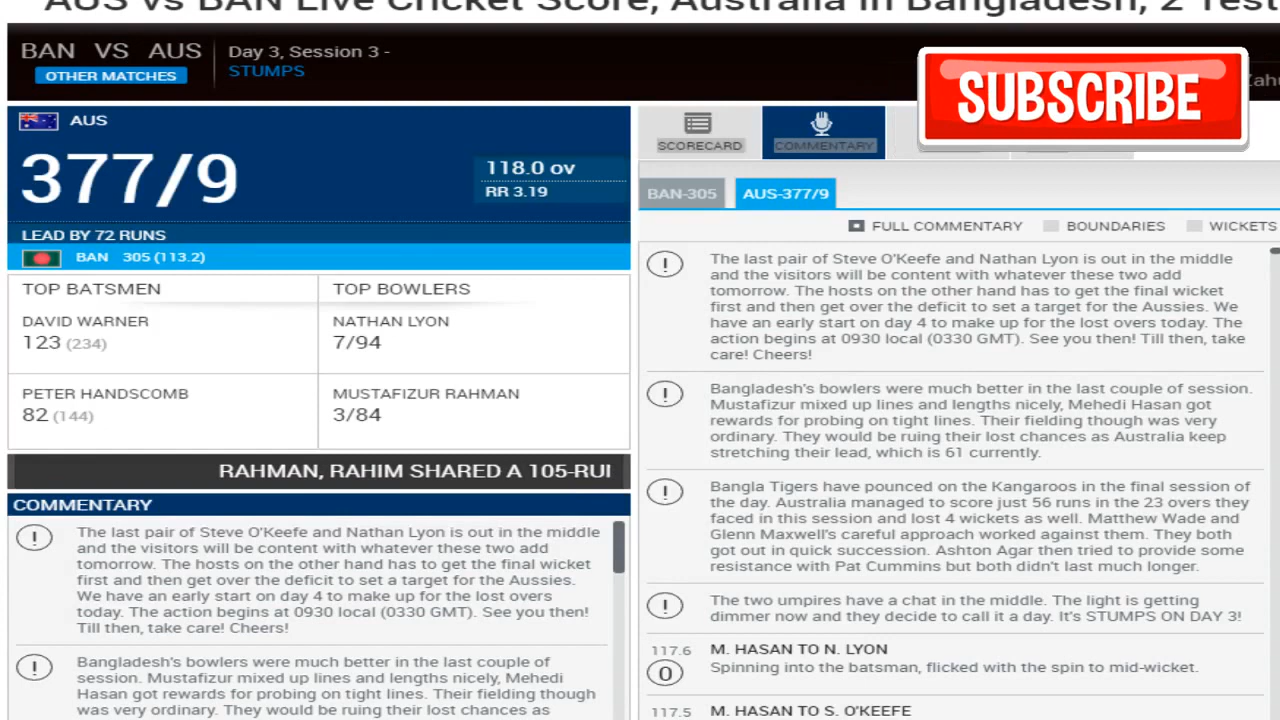 AUS vs BAN Live Cricket Score, Australia in Bangladesh, 2 Test
BAN VS AUS
OTHER MATCHES
Day 3, Session 3 -
STUMPS
SUBSCRIBE
AUS
377/9
118.0 ov
RR 3.19
LEAD BY 72 RUNS
BAN 305 (113.2)
TOP BATSMEN
TOP BOWLERS
DAVID WARNER
123 (234)
NATHAN LYON
7/94
PETER HANDSCOMB
82 (144)
MUSTAFIZUR RAHMAN
3/84
RAHMAN, RAHIM SHARED A 105-RUI
COMMENTARY
The last pair of Steve O'Keefe and Nathan Lyon is out in the middle
and the visitors will be content with whatever these two add
tomorrow. The hosts on the other hand has to get the final wicket
first and then get over the deficit to set a target for the Aussies.
We have an early start on day 4 to make up for the lost overs
today. The action begins at 0930 local (0330 GMT). See you then!
Till then, take care! Cheers!
Bangladesh's bowlers were much better in the last couple of
session. Mustafizur mixed up lines and lengths nicely, Mehedi
Hasan got rewards for probing on tight lines. Their fielding though
was very ordinary. They would be ruing their lost chances as
SCORECARD
COMMENTARY
BAN-305
AUS-377/9
FULL COMMENTARY
BOUNDARIES
WICKETS
The last pair of Steve O'Keefe and Nathan Lyon is out in the middle
and the visitors will be content with whatever these two add
tomorrow. The hosts on the other hand has to get the final wicket
first and then get over the deficit to set a target for the Aussies. We
have an early start on day 4 to make up for the lost overs today. The
action begins at 0930 local (0330 GMT). See you then! Till then, take
care! Cheers!
Bangladesh's bowlers were much better in the last couple of session.
Mustafizur mixed up lines and lengths nicely, Mehedi Hasan got
rewards for probing on tight lines. Their fielding though was very
ordinary. They would be ruing their lost chances as Australia keep
stretching their lead, which is 61 currently.
Bangla Tigers have pounced on the Kangaroos in the final session of
the day. Australia managed to score just 56 runs in the 23 overs they
faced in this session and lost 4 wickets as well. Matthew Wade and
Glenn Maxwell's careful approach worked against them. They both
got out in quick succession. Ashton Agar then tried to provide some
resistance with Pat Cummins but both didn't last much longer.
The two umpires have a chat in the middle. The light is getting
dimmer now and they decide to call it a day. It's STUMPS ON DAY 3!
117.6 M. HASAN TO N. LYON
0 Spinning into the batsman, flicked with the spin to mid-wicket.
117.5 M. HASAN TO S. O'KEEFE